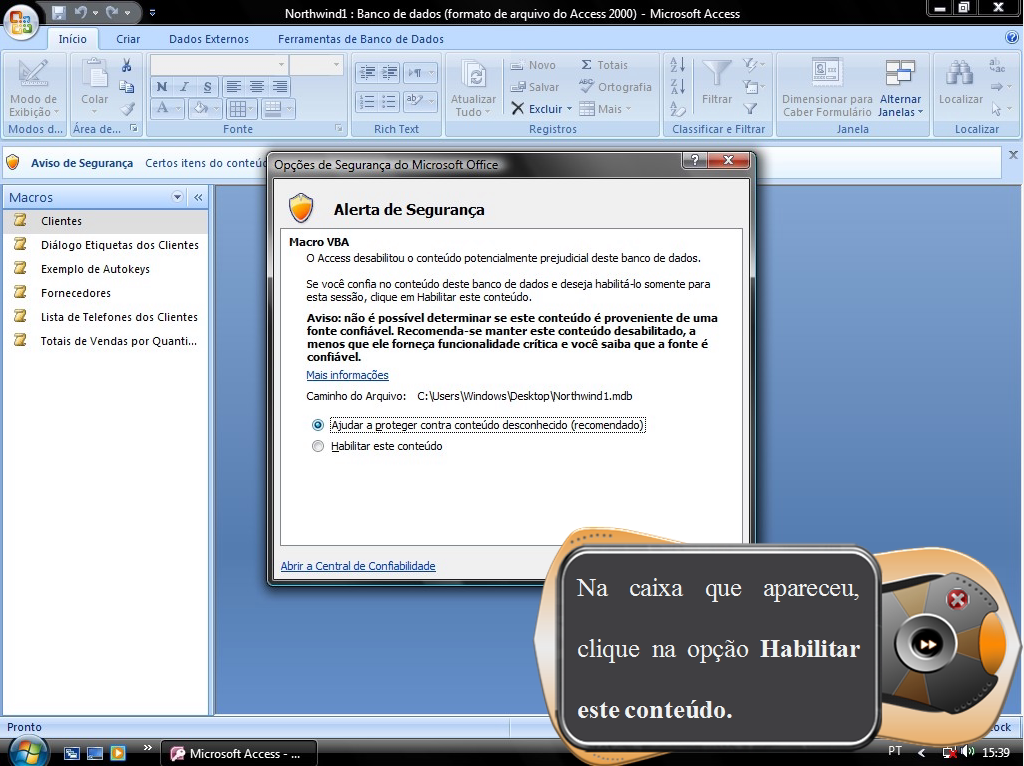 Northwind1 : Banco de dados (formato de arquivo do Access 2000) - Microsoft Access
Início Criar Dados Externos Ferramentas de Banco de Dados
Modo de Exibição
Modos d...
Colar
Área de...
N I S
A
Fonte
Rich Text
Atualizar Tudo
Novo
Salvar
Excluir
Totais
Ortografia
Mais
Registros
Filtrar
Classificar e Filtrar
Dimensionar para Caber Formulário
Alternar Janelas
Janela
Localizar
Localizar
Aviso de Segurança Certos itens do conteúd
Macros
Clientes
Diálogo Etiquetas dos Clientes
Exemplo de Autokeys
Fornecedores
Lista de Telefones dos Clientes
Totais de Vendas por Quanti...
Opções de Segurança do Microsoft Office
Alerta de Segurança
Macro VBA
O Access desabilitou o conteúdo potencialmente prejudicial deste banco de dados.
Se você confia no conteúdo deste banco de dados e deseja habilitá-lo somente para
esta sessão, clique em Habilitar este conteúdo.
Aviso: não é possível determinar se este conteúdo é proveniente de uma
fonte confiável. Recomenda-se manter este conteúdo desabilitado, a
menos que ele forneça funcionalidade crítica e você saiba que a fonte é
confiável.
Mais informações
Caminho do Arquivo: C:\Users\Windows\Desktop\Northwind1.mdb
Ajudar a proteger contra conteúdo desconhecido (recomendado)
Habilitar este conteúdo
Abrir a Central de Confiabilidade
Na caixa que apareceu,
clique na opção Habilitar
este conteúdo.
Pronto
ock
Microsoft Access - ...
PT
15:39